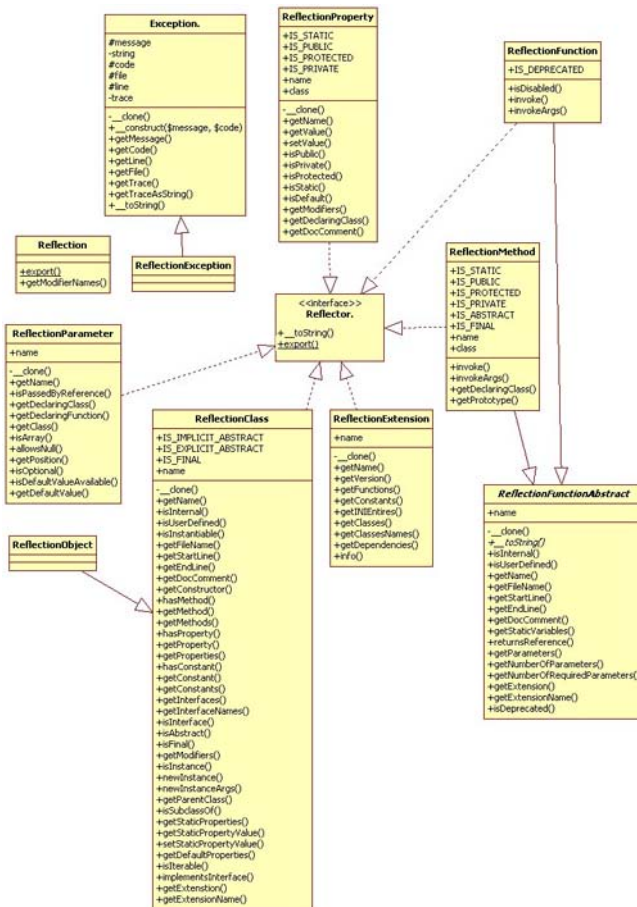 Exception.
#message
-string
#code
#file
#line
-trace
-__clone()
+__construct($message, $code)
+getMessage()
+getCode()
+getLine()
+getFile()
+getTrace()
+getTraceAsString()
+__toString()
ReflectionProperty
+IS_STATIC
+IS_PUBLIC
+IS_PROTECTED
+IS_PRIVATE
+name
+class
-__clone()
+getName()
+getValue()
+setValue()
+isPublic()
+isPrivate()
+isProtected()
+isStatic()
+isDefault()
+getModifiers()
+getDeclaringClass()
+getDocComment()
ReflectionFunction
+IS_DEPRECATED
+isDisabled()
+invoke()
+invokeArgs()
Reflection
+export()
+getModifierNames()
ReflectionException
ReflectionMethod
+IS_STATIC
+IS_PUBLIC
+IS_PROTECTED
+IS_PRIVATE
+IS_ABSTRACT
+IS_FINAL
+name
+class
+invoke()
+invokeArgs()
+getDeclaringClass()
+getPrototype()
<<interface>>
Reflector.
+__toString()
+export()
ReflectionParameter
+name
-__clone()
+getName()
+isPassedByReference()
+getDeclaringClass()
+getDeclaringFunction()
+getClass()
+isArray()
+allowsNull()
+getPosition()
+isOptional()
+isDefaultValueAvailable()
+getDefaultValue()
ReflectionClass
+IS_IMPLICIT_ABSTRACT
+IS_EXPLICIT_ABSTRACT
+IS_FINAL
+name
-__clone()
+getName()
+isInternal()
+isUserDefined()
+isInstantiable()
+getFileName()
+getStartLine()
+getEndLine()
+getDocComment()
+getConstructor()
+hasMethod()
+getMethod()
+getMethods()
+hasProperty()
+getProperty()
+getProperties()
+hasConstant()
+getConstant()
+getConstants()
+getInterfaces()
+getInterfaceNames()
+isInterface()
+isAbstract()
+isFinal()
+getModifiers()
+isInstance()
+newInstance()
+newInstanceArgs()
+getParentClass()
+isSubclassOf()
+getStaticProperties()
+getStaticPropertyValue()
+setStaticPropertyValue()
+getDefaultProperties()
+isIterable()
+implementsInterface()
+getExtenstion()
+getExtensionName()
ReflectionExtension
+name
-__clone()
+getName()
+getVersion()
+getFunctions()
+getConstants()
+getINIEntires()
+getClasses()
+getClassesNames()
+getDependencies()
+info()
ReflectionFunctionAbstract
+name
-__clone()
+__toString()
+isInternal()
+isUserDefined()
+getName()
+getFileName()
+getStartLine()
+getEndLine()
+getDocComment()
+getStaticVariables()
+returnsReference()
+getParameters()
+getNumberOfParameters()
+getNumberOfRequiredParameters()
+getExtension()
+getExtensionName()
+isDeprecated()
ReflectionObject